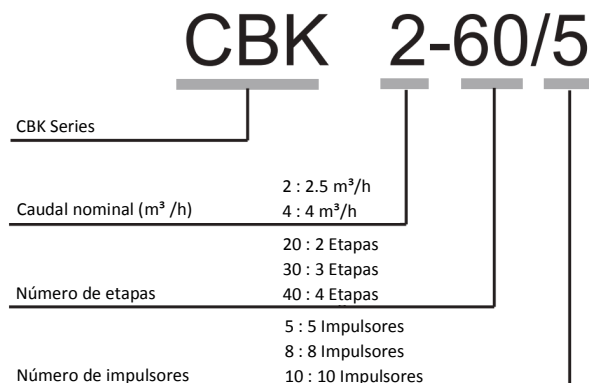 CBK 2-60/5
CBK Series
2 : 2.5 m³/h
Caudal nominal (m³ /h) 4 : 4 m³/h
20 : 2 Etapas
30 : 3 Etapas
Número de etapas 40 : 4 Etapas
5 : 5 Impulsores
8 : 8 Impulsores
Número de impulsores 10 : 10 Impulsores